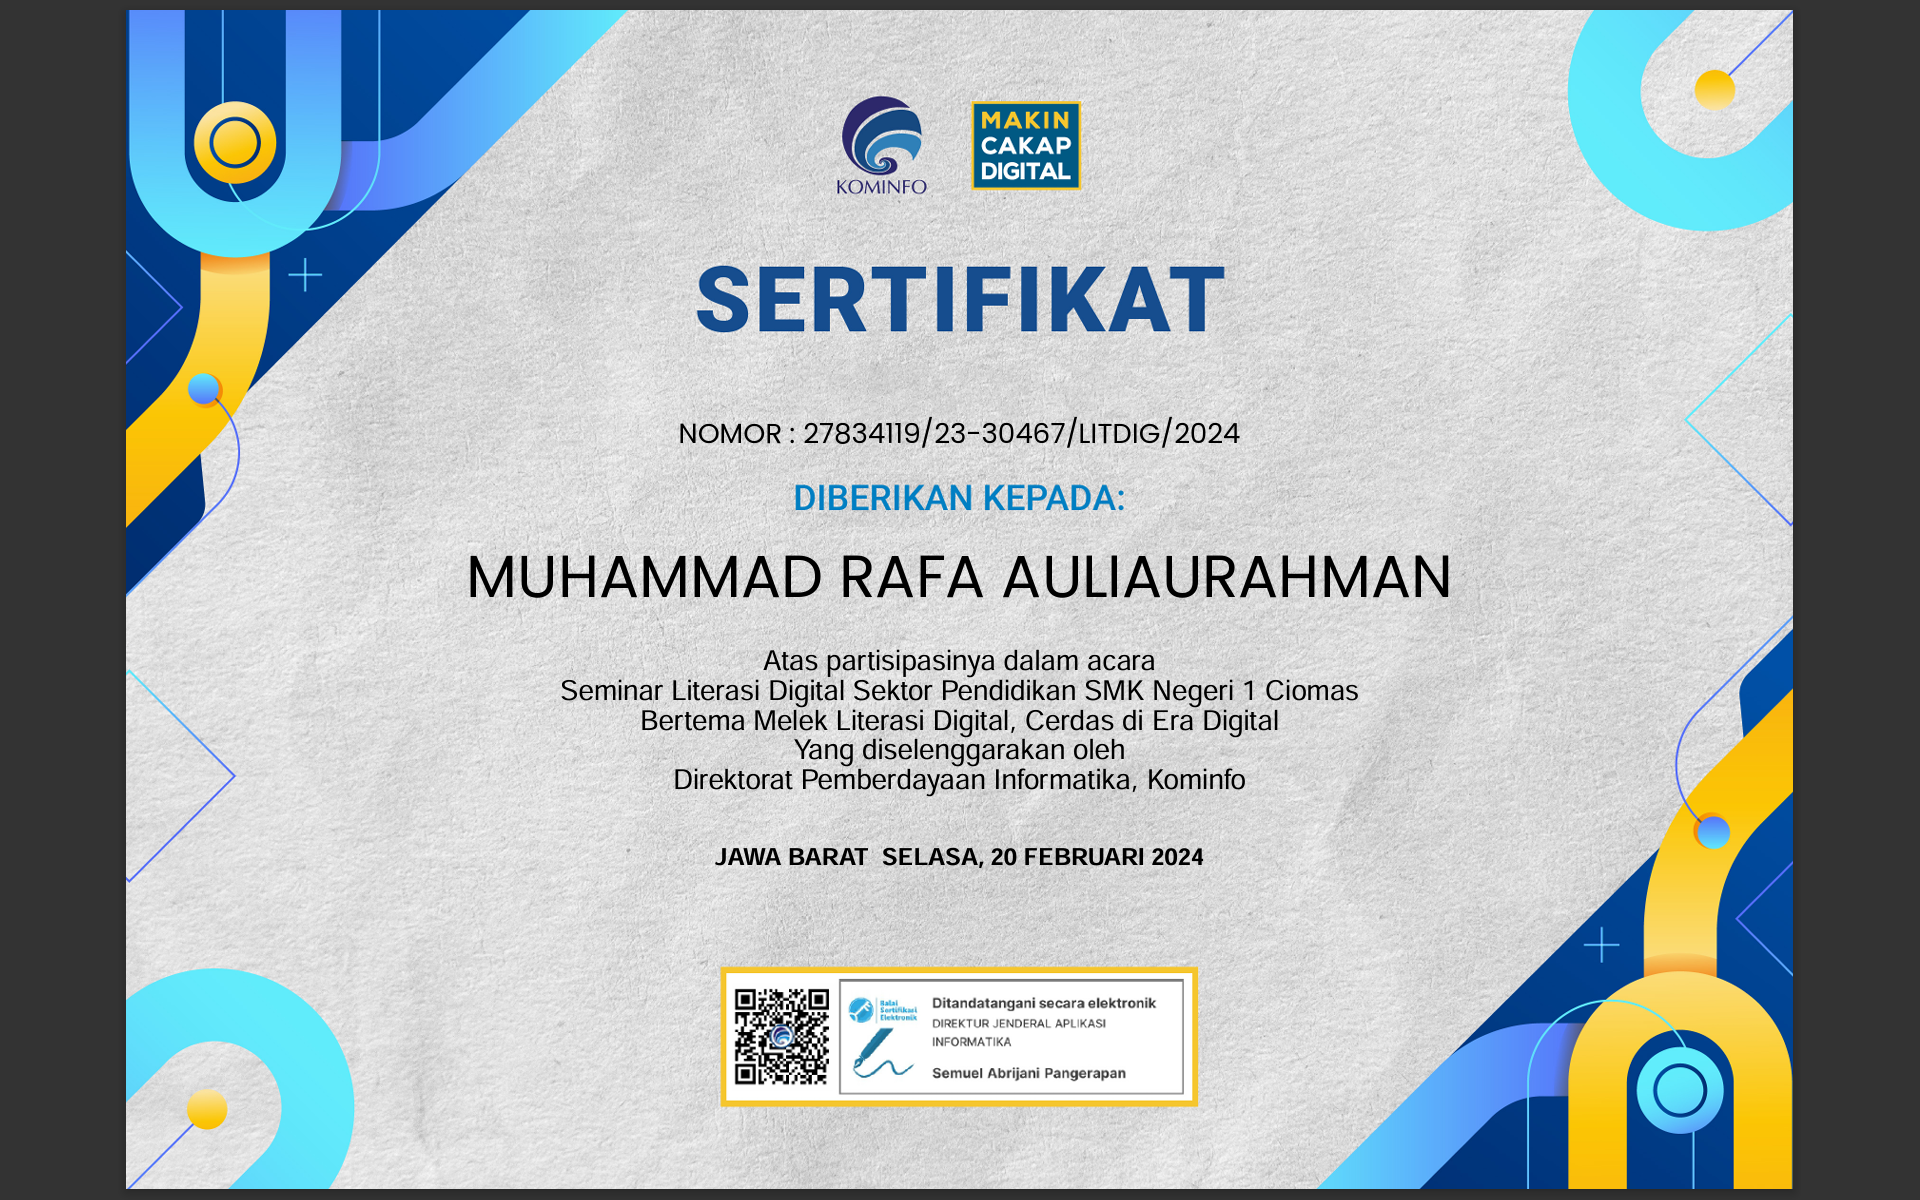 KOMINFO
MAKIN
CAKAP
DIGITAL
SERTIFIKAT
NOMOR : 27834119/23-30467/LITDIG/2024
DIBERIKAN KEPADA:
MUHAMMAD RAFA AULIAURAHMAN
Atas partisipasinya dalam acara
Seminar Literasi Digital Sektor Pendidikan SMK Negeri 1 Ciomas
Bertema Melek Literasi Digital, Cerdas di Era Digital
Yang diselenggarakan oleh
Direktorat Pemberdayaan Informatika, Kominfo
JAWA BARAT  SELASA, 20 FEBRUARI 2024
Balai
Sertifikasi
Elektronik
Ditandatangani secara elektronik
DIREKTUR JENDERAL APLIKASI
INFORMATIKA
Semuel Abrijani Pangerapan